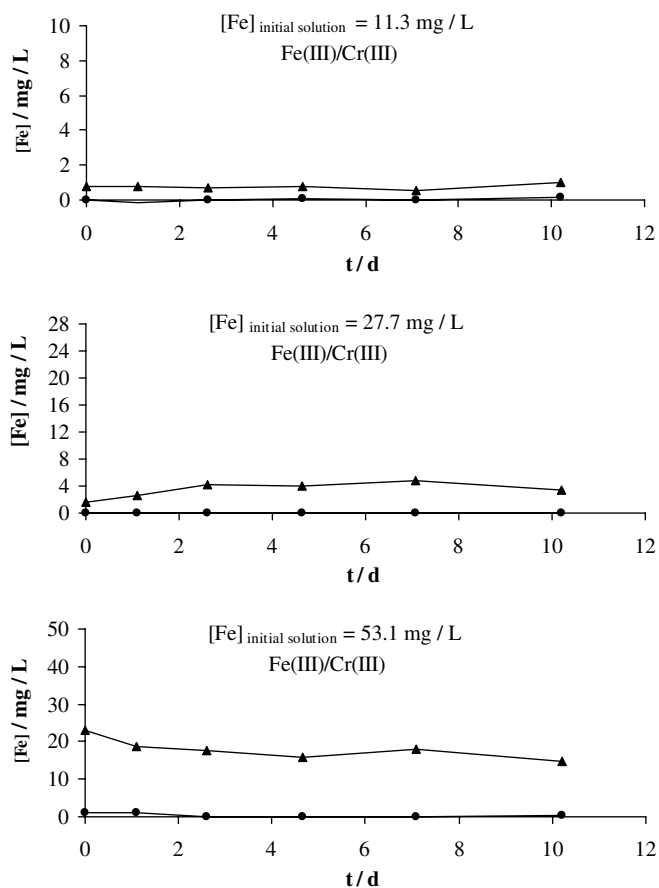 [Fe] initial solution = 11.3 mg / L
Fe(III)/Cr(III)
[Fe] / mg / L
10
8
6
4
2
0
0 2 4 6 8 10 12
t / d
[Fe] initial solution = 27.7 mg / L
Fe(III)/Cr(III)
[Fe] / mg / L
28
24
20
16
12
8
4
0
0 2 4 6 8 10 12
t / d
[Fe] initial solution = 53.1 mg / L
Fe(III)/Cr(III)
[Fe] / mg / L
50
40
30
20
10
0
0 2 4 6 8 10 12
t / d